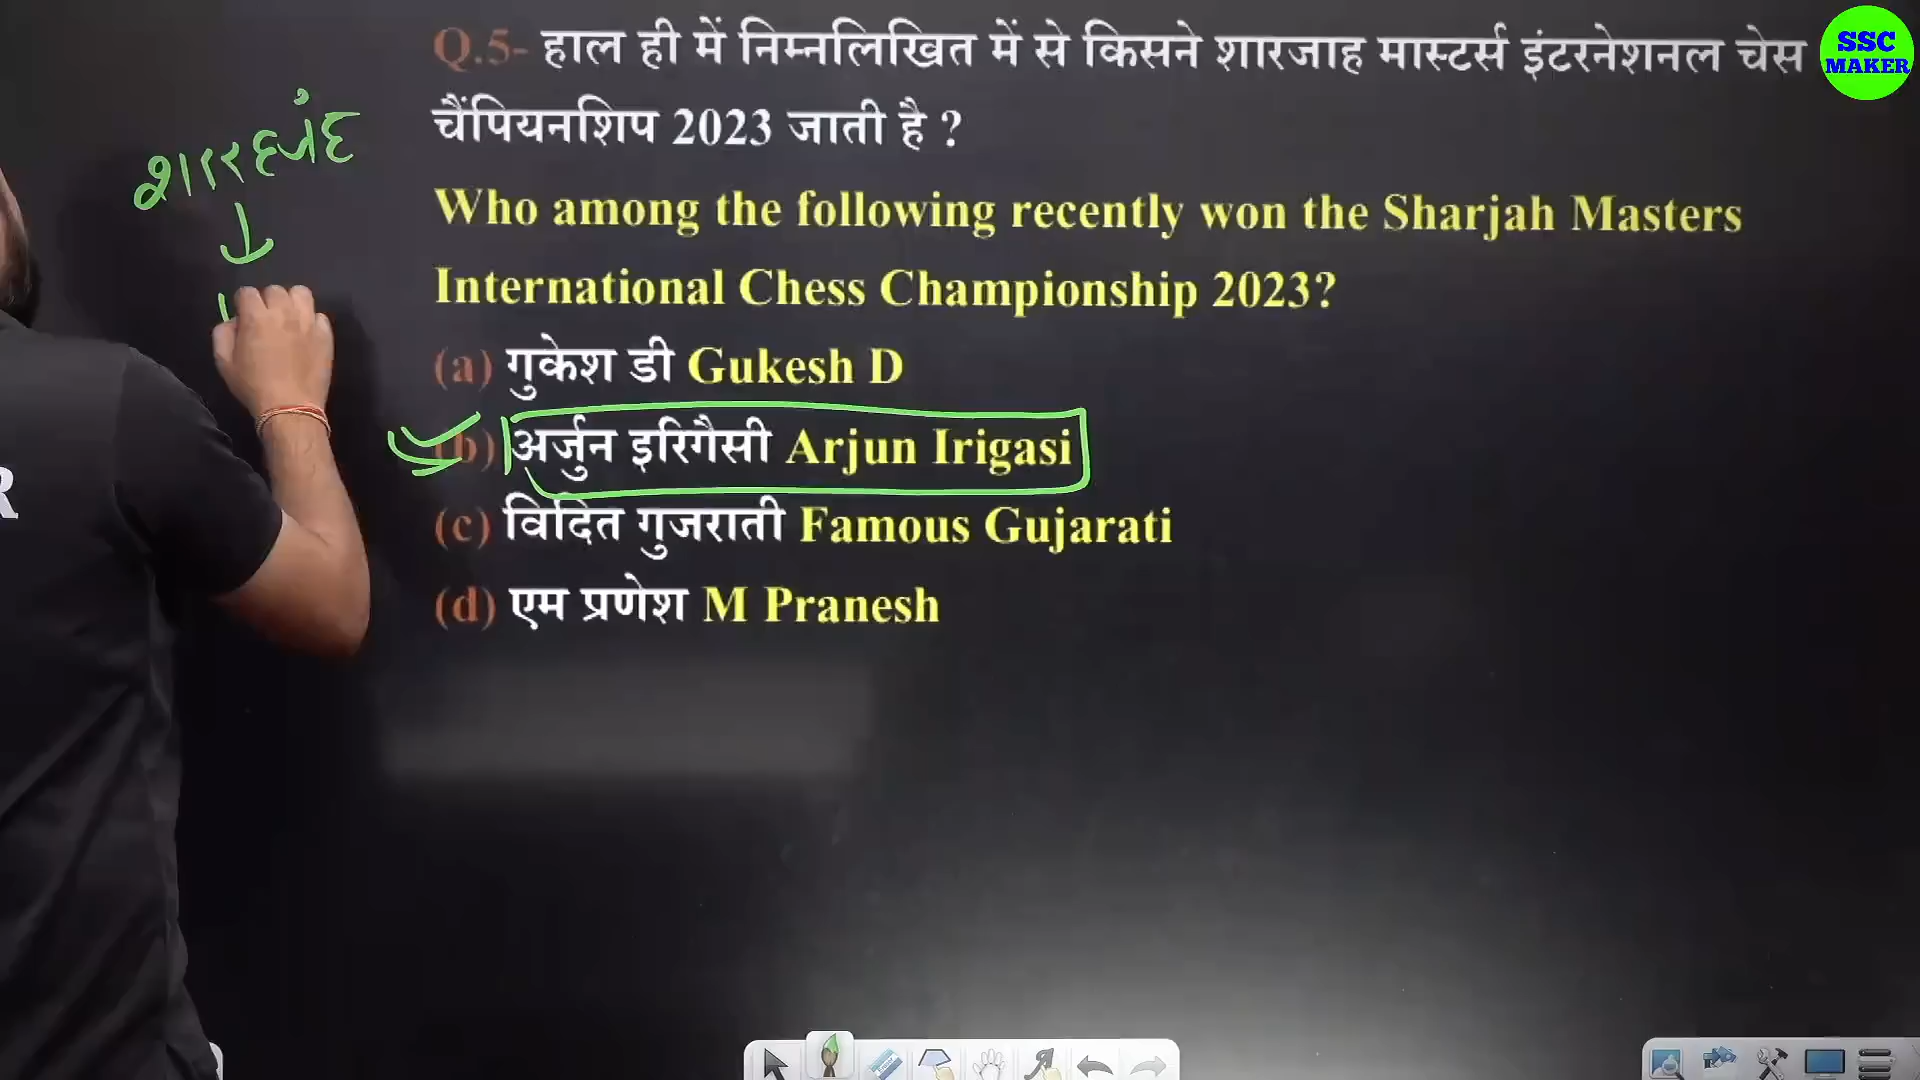 SSC
MAKER
Q.5- हाल ही में निम्नलिखित में से किसने शारजाह मास्टर्स इंटरनेशनल चेस
चैंपियनशिप 2023 जाती है ?
Who among the following recently won the Sharjah Masters
International Chess Championship 2023?
(a) गुकेश डी Gukesh D
(b) अर्जुन इरिगैसी Arjun Irigasi
(c) विदित गुजराती Famous Gujarati
(d) एम प्रणेश M Pranesh
R